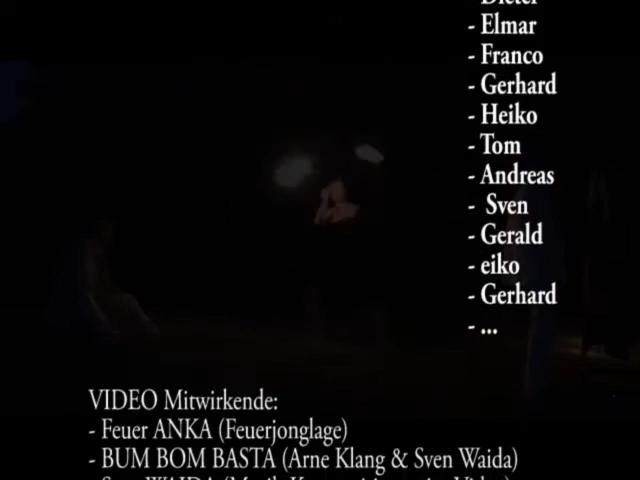 Dieter
- Elmar
- Franco
- Gerhard
- Heiko
- Tom
- Andreas
- Sven
- Gerald
- eiko
- Gerhard
- ...
VIDEO Mitwirkende:
- Feuer ANKA (Feuerjonglage)
- BUM BOM BASTA (Arne Klang & Sven Waida)